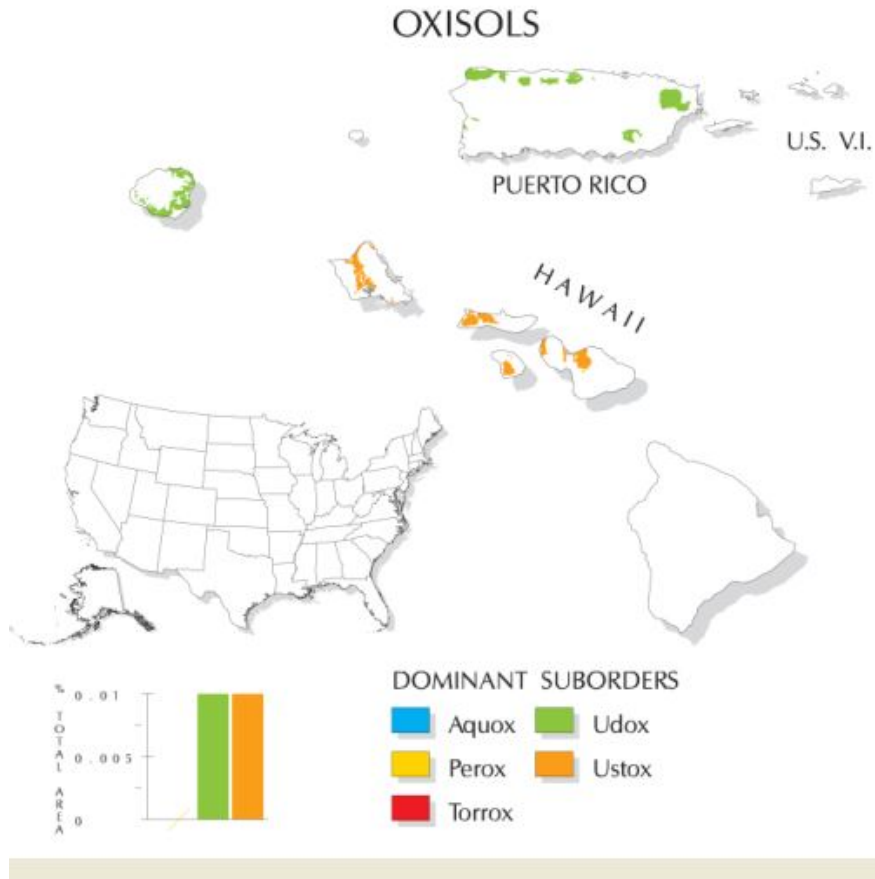 OXISOLS
U.S. V.I.
PUERTO RICO
HAWAII
DOMINANT SUBORDERS
Aquox
Udox
Perox
Ustox
Torrox
% TOTAL AREA
0.01
0.005
0